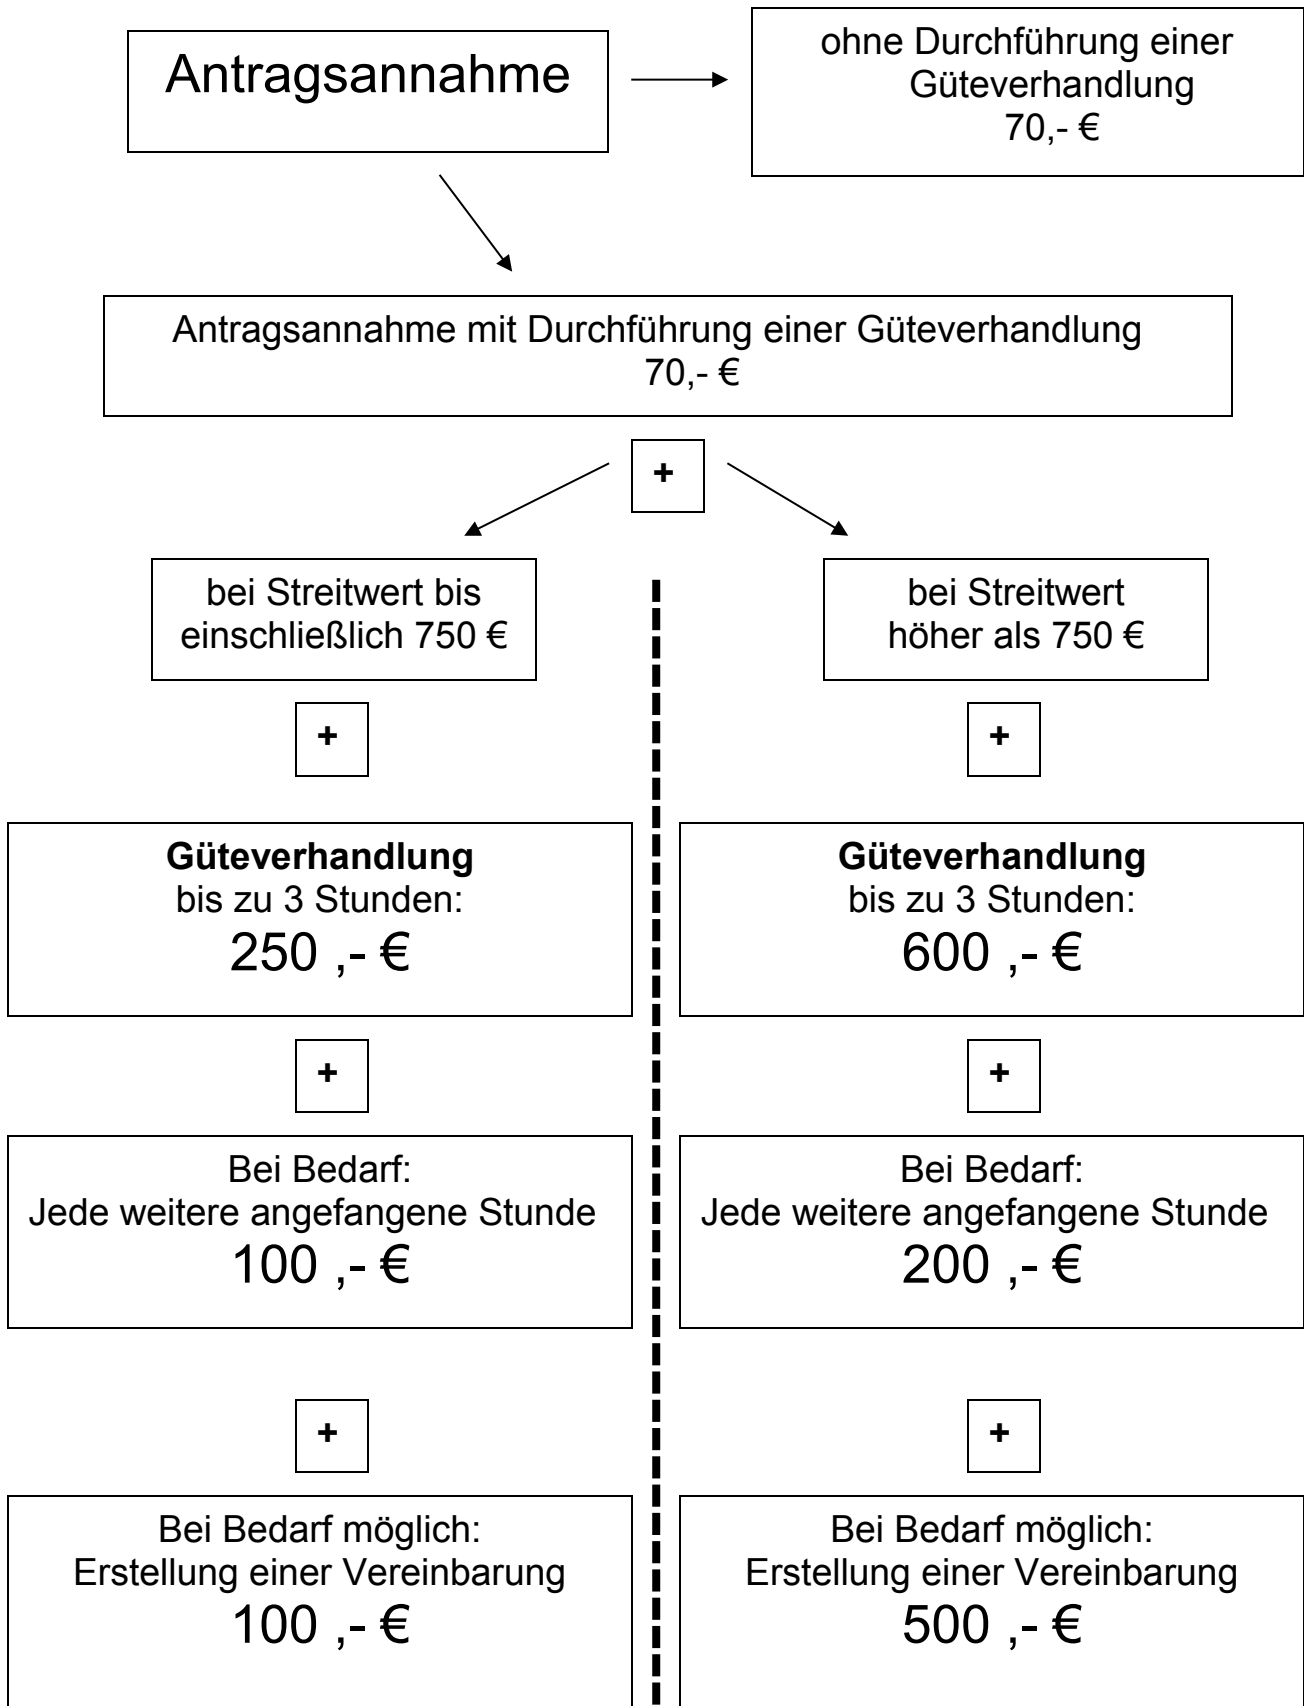 Antragsannahme
ohne Durchführung einer
Güteverhandlung
70,- €
Antragsannahme mit Durchführung einer Güteverhandlung
70,- €
+
bei Streitwert bis
einschließlich 750 €
bei Streitwert
höher als 750 €
+
+
Güteverhandlung
bis zu 3 Stunden:
250 ,- €
Güteverhandlung
bis zu 3 Stunden:
600 ,- €
+
+
Bei Bedarf:
Jede weitere angefangene Stunde
100 ,- €
Bei Bedarf:
Jede weitere angefangene Stunde
200 ,- €
+
+
Bei Bedarf möglich:
Erstellung einer Vereinbarung
100 ,- €
Bei Bedarf möglich:
Erstellung einer Vereinbarung
500 ,- €